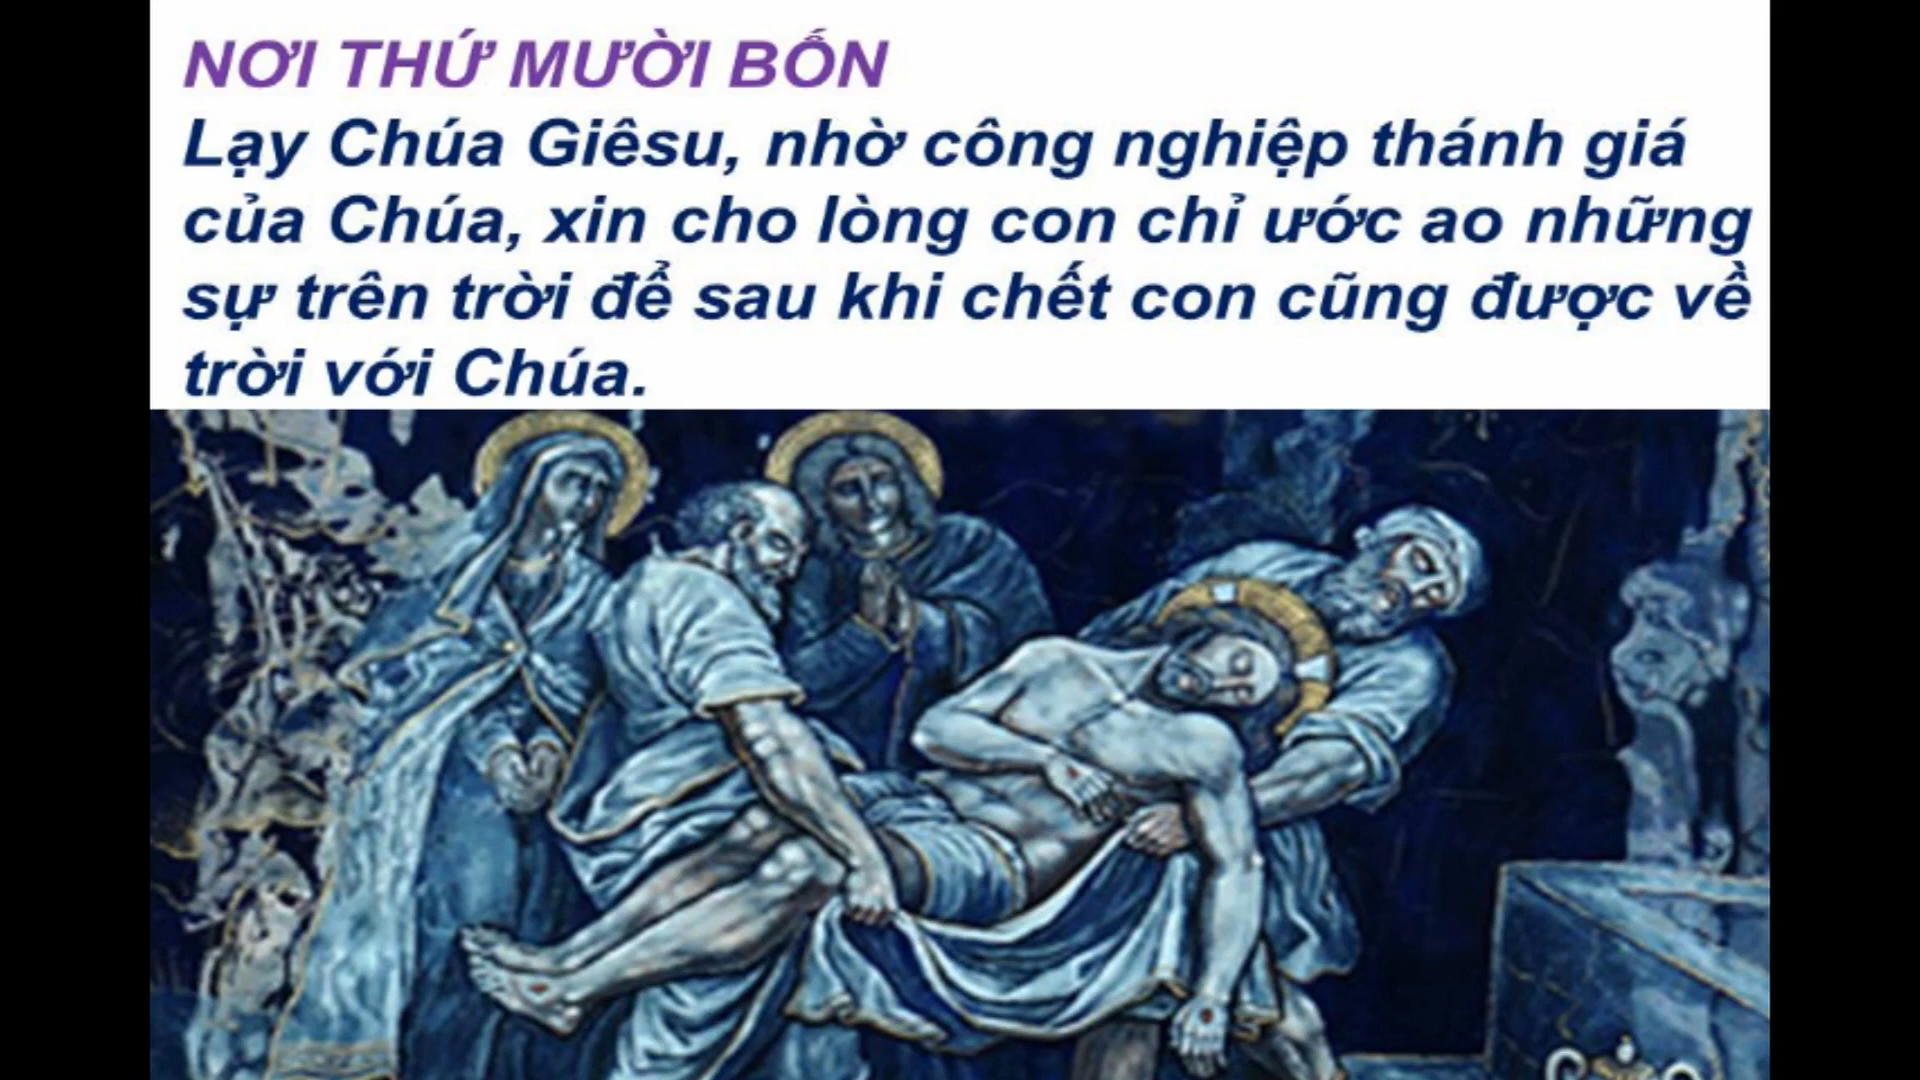 NƠI THỨ MƯỜI BỐN
Lạy Chúa Giêsu, nhờ công nghiệp thánh giá
của Chúa, xin cho lòng con chỉ ước ao những
sự trên trời để sau khi chết con cũng được về
trời với Chúa.